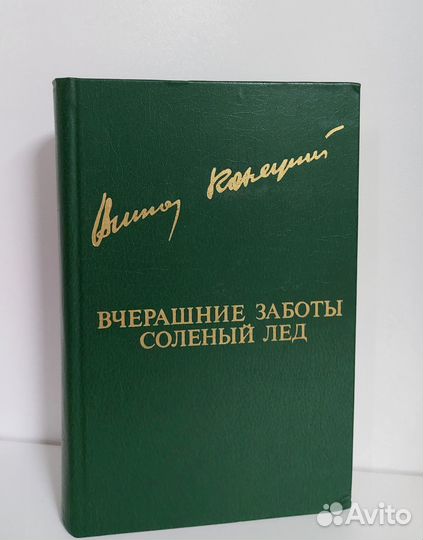 Виктор Конецкий
ВЧЕРАШНИЕ ЗАБОТЫ
СОЛЕНЫЙ ЛЕД
Avito